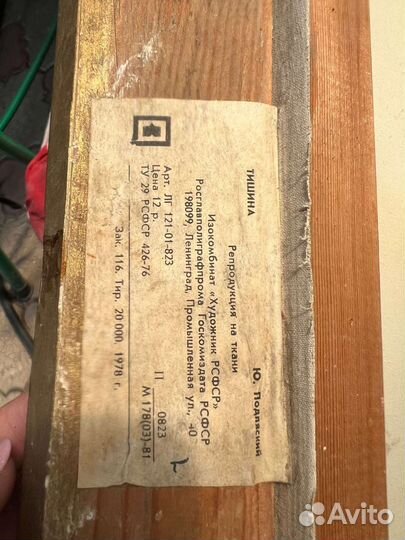 Ю. Подляский
ТИШИНА
Репродукция на ткани
Изокомбинат «Художник РСФСР»
Росглавполиграфпрома Госкомиздата РСФСР
198099, Ленинград, Промышленная ул., 40
Арт. ЛГ 121-01-823
Цена 12 р.
ТУ 29 РСФСР 426-76
П 0823
М 178(03)-81
Зак. 116. Тир. 20 000. 1978 г.
Avito